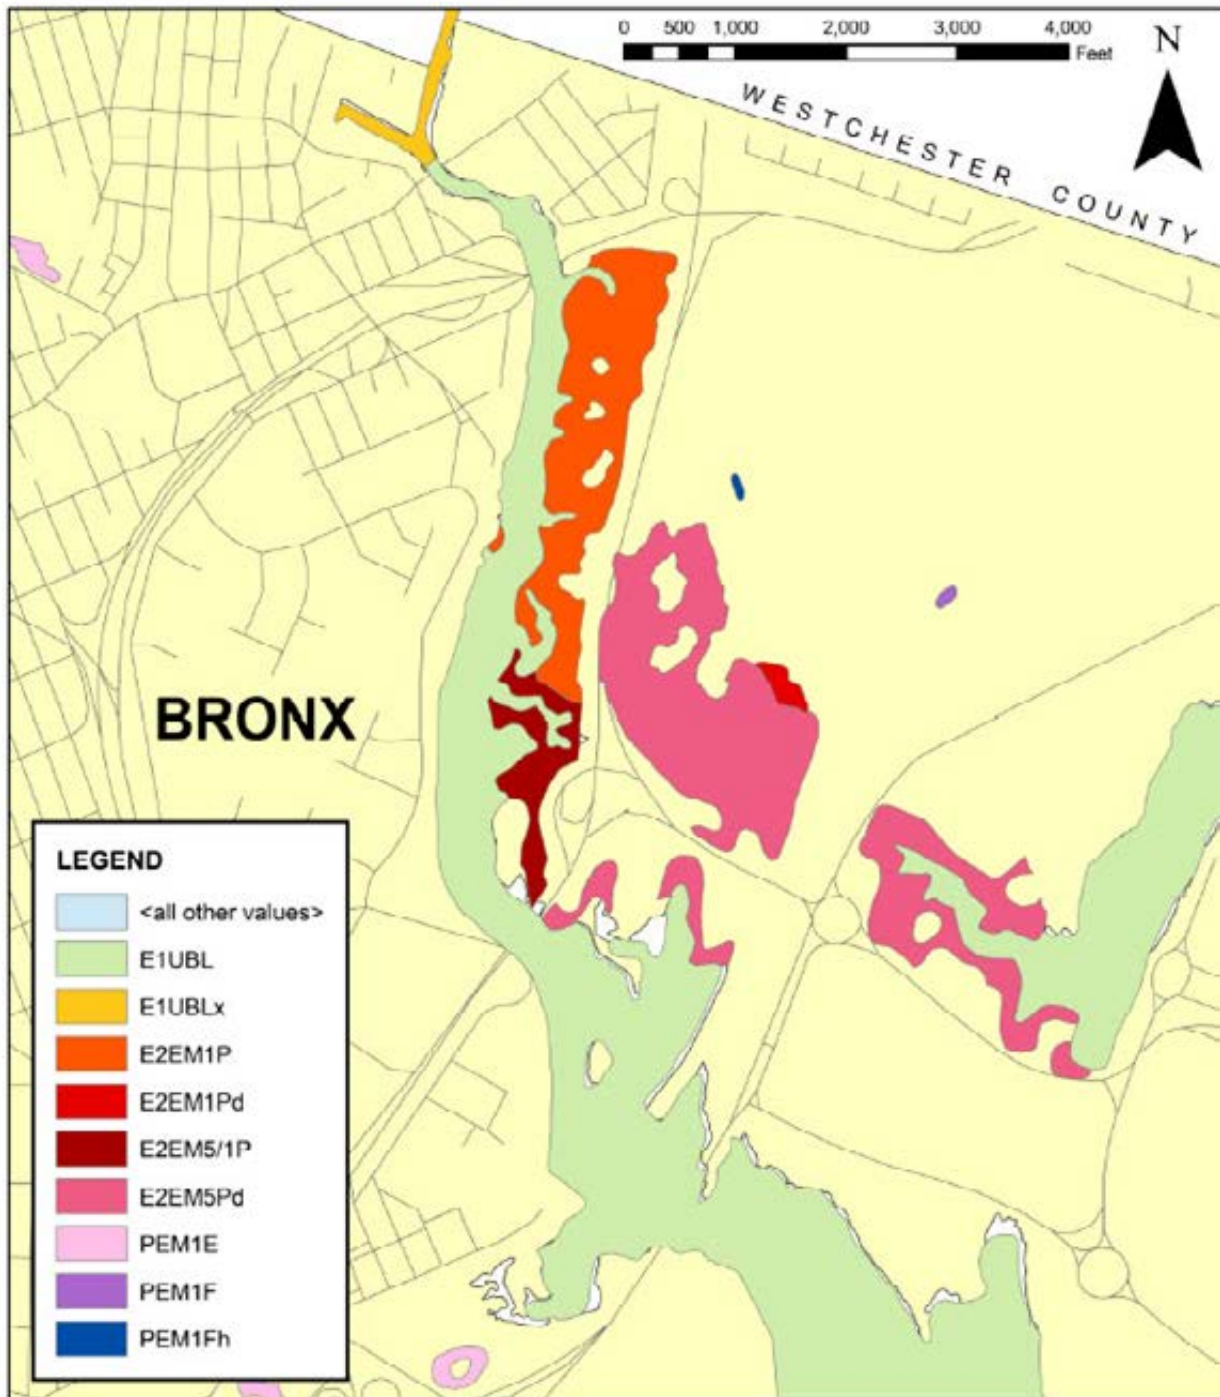 0 500 1,000 2,000 3,000 4,000
Feet
N
WESTCHESTER COUNTY
BRONX
LEGEND
<all other values>
E1UBL
E1UBLx
E2EM1P
E2EM1Pd
E2EM5/1P
E2EM5Pd
PEM1E
PEM1F
PEM1Fh